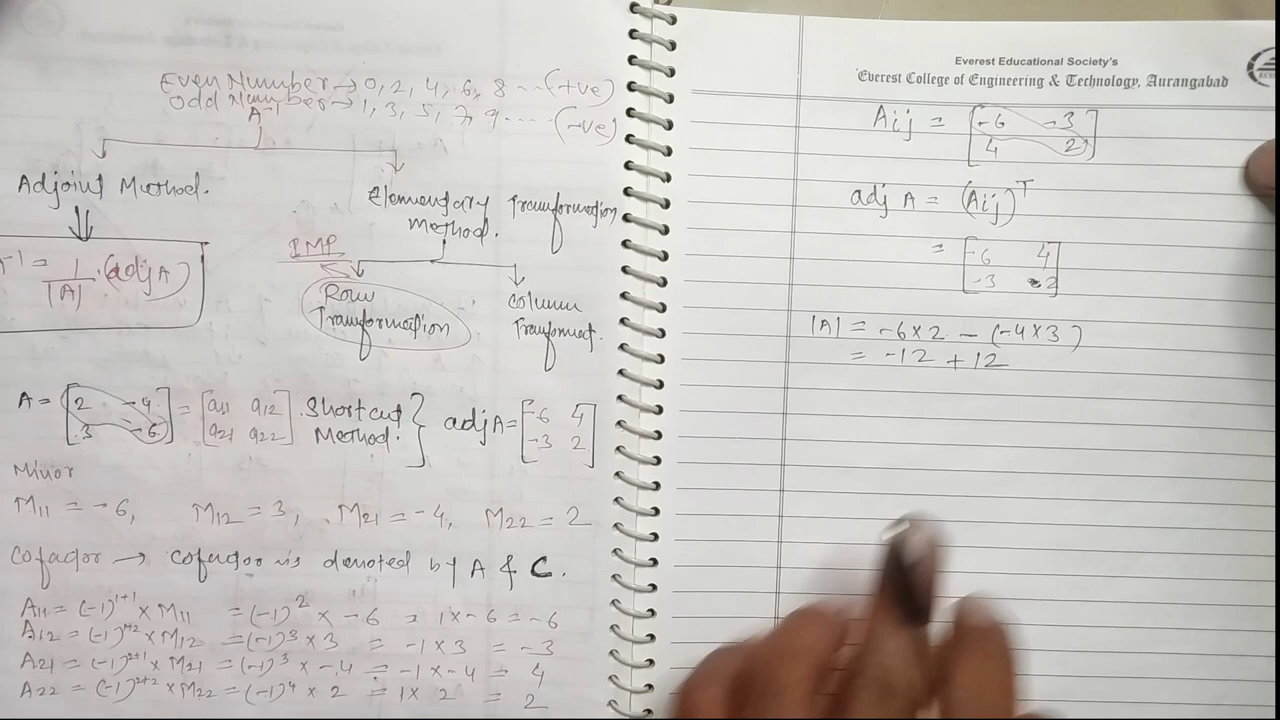 Even Number → 0, 2, 4, 6, 8 ... (+ve)
Odd Number → 1, 3, 5, 7, 9 .... (-ve)
A⁻¹
Adjoint Method.
Elementary Transformation
Method.
IMP
Row
Transformation
Column
Transformect.
⁻¹ = 1/|A| · (adj A)
A = [2 -4; 3 -6] = [a11 a12; a21 a22] Shortcut Method. } adj A = [-6 4; -3 2]
Minor
M11 = -6, M12 = 3, M21 = -4, M22 = 2
Cofactor → cofactor is denoted by A & C.
A11 = (-1)¹⁺¹ × M11 = (-1)² × -6 = 1 × -6 = -6
A12 = (-1)¹⁺² × M12 = (-1)³ × 3 = -1 × 3 = -3
A21 = (-1)²⁺¹ × M21 = (-1)³ × -4 = -1 × -4 = 4
A22 = (-1)²⁺² × M22 = (-1)⁴ × 2 = 1 × 2 = 2
Everest Educational Society's
Everest College of Engineering & Technology, Aurangabad
Aij = [-6 -3; 4 2]
adj A = (Aij)ᵀ
= [-6 4; -3 2]
|A| = -6×2 - (-4×3)
= -12 + 12